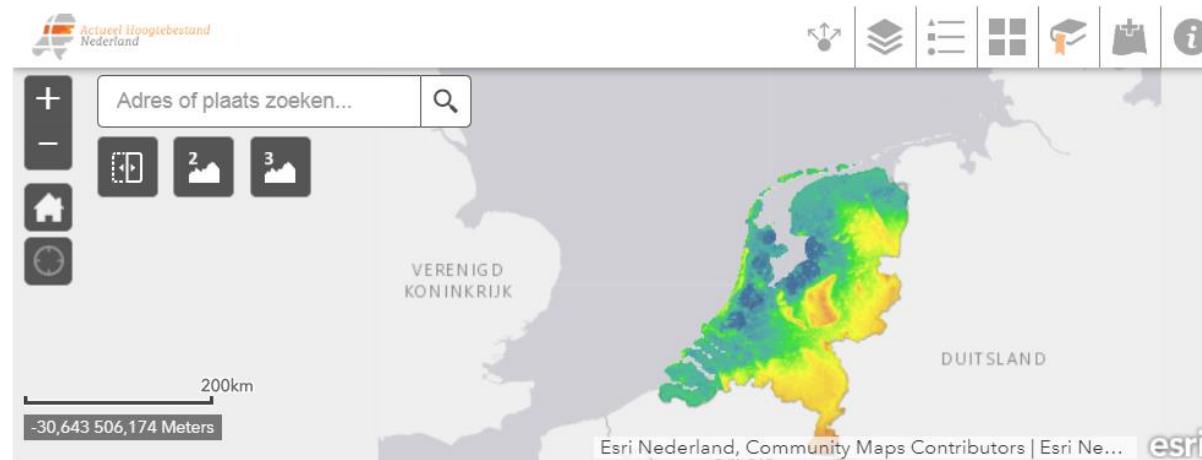 Actueel Hoogtebestand
Nederland
Adres of plaats zoeken...
2
3
VERENIGD
KONINKRIJK
DUITSLAND
200km
-30,643 506,174 Meters
Esri Nederland, Community Maps Contributors | Esri Ne...
esri